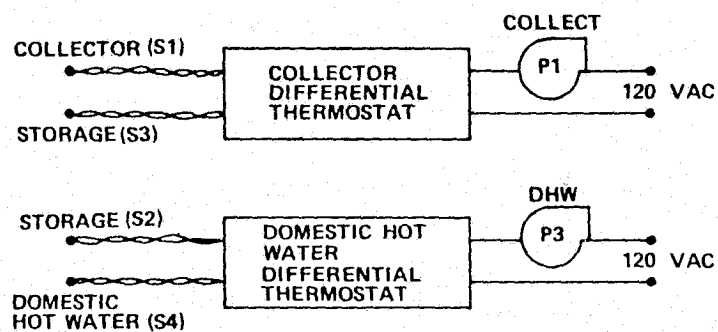 COLLECT
COLLECTOR (S1)
COLLECTOR
DIFFERENTIAL
THERMOSTAT
P1
120 VAC
STORAGE (S3)
DHW
STORAGE (S2)
DOMESTIC HOT
WATER
DIFFERENTIAL
THERMOSTAT
P3
120 VAC
DOMESTIC
HOT WATER (S4)